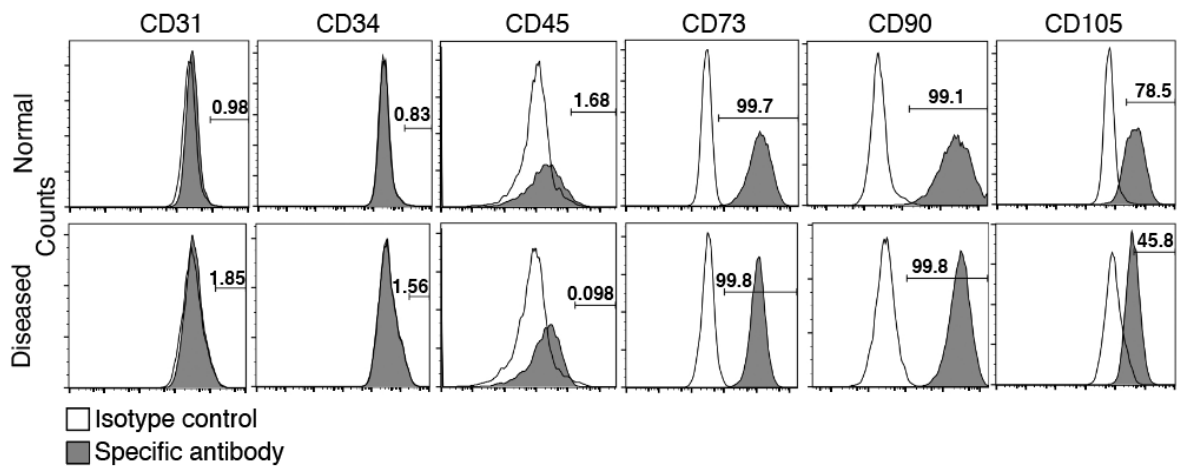 CD31 CD34 CD45 CD73 CD90 CD105
Normal
0.98 0.83 1.68 99.7 99.1 78.5
Counts
Diseased
1.85 1.56 0.098 99.8 99.8 45.8
Isotype control
Specific antibody